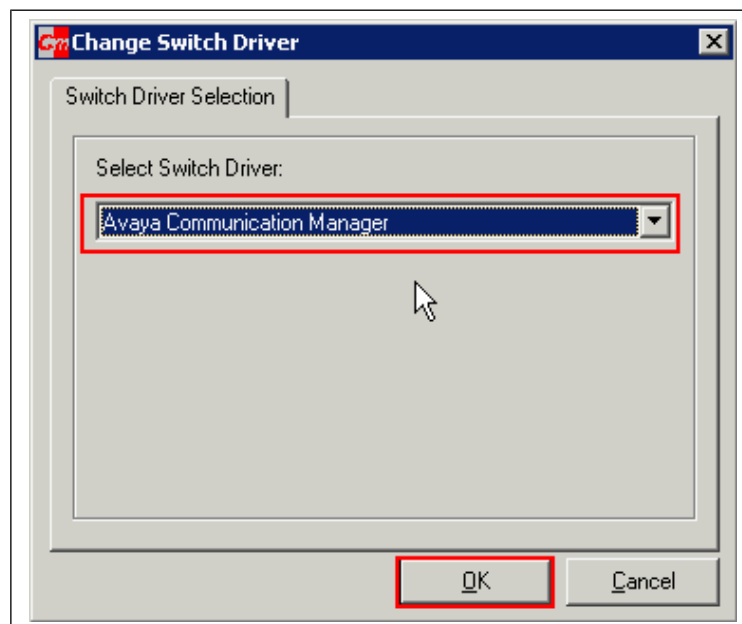 Change Switch Driver
Switch Driver Selection
Select Switch Driver:
Avaya Communication Manager
OK
Cancel